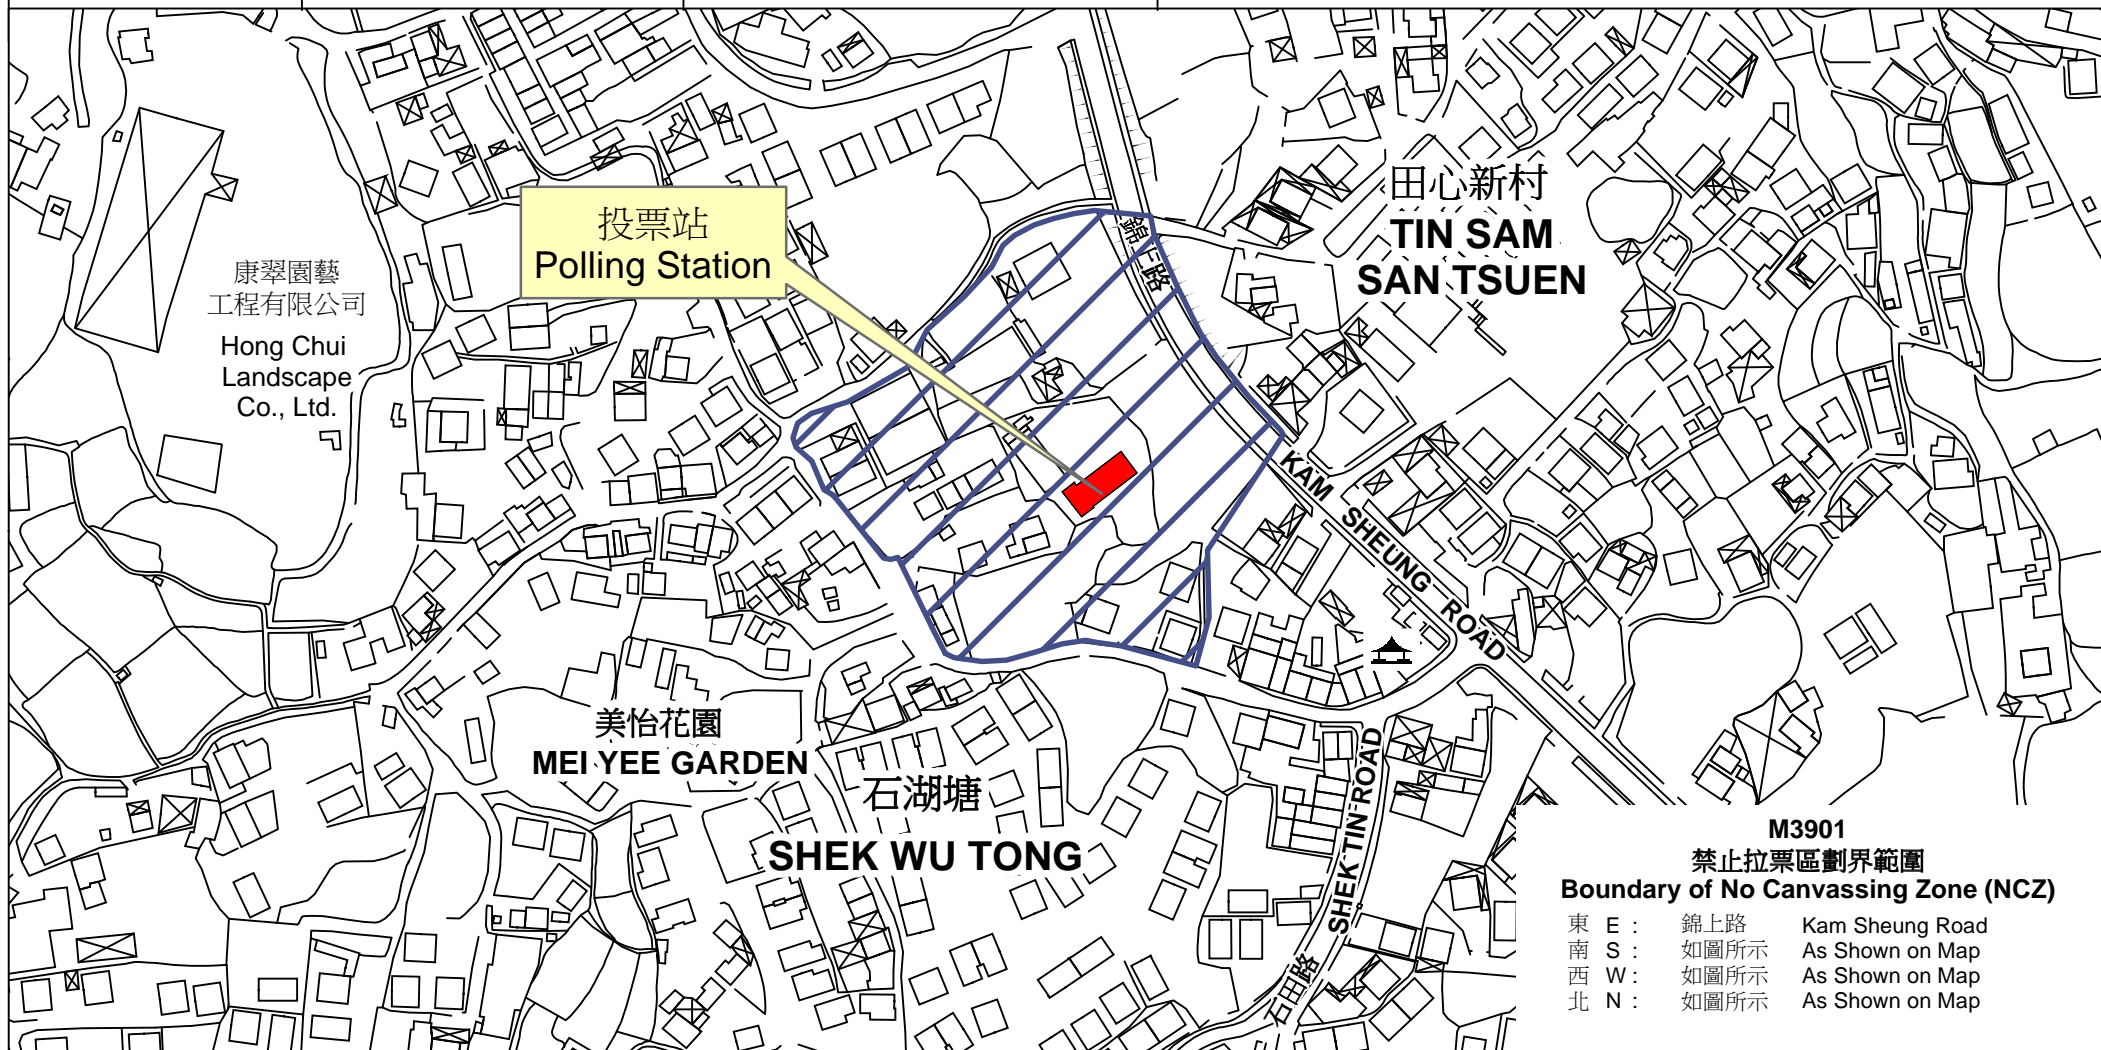 投票站
Polling Station
康翠園藝
工程有限公司
Hong Chui
Landscape
Co., Ltd.
田心新村
TIN SAM
SAN TSUEN
錦上路
KAM SHEUNG ROAD
美怡花園
MEI YEE GARDEN
石湖塘
SHEK WU TONG
SHEK TIN ROAD
石田路
M3901
禁止拉票區劃界範圍
Boundary of No Canvassing Zone (NCZ)
東 E : 錦上路 Kam Sheung Road
南 S : 如圖所示 As Shown on Map
西 W : 如圖所示 As Shown on Map
北 N : 如圖所示 As Shown on Map